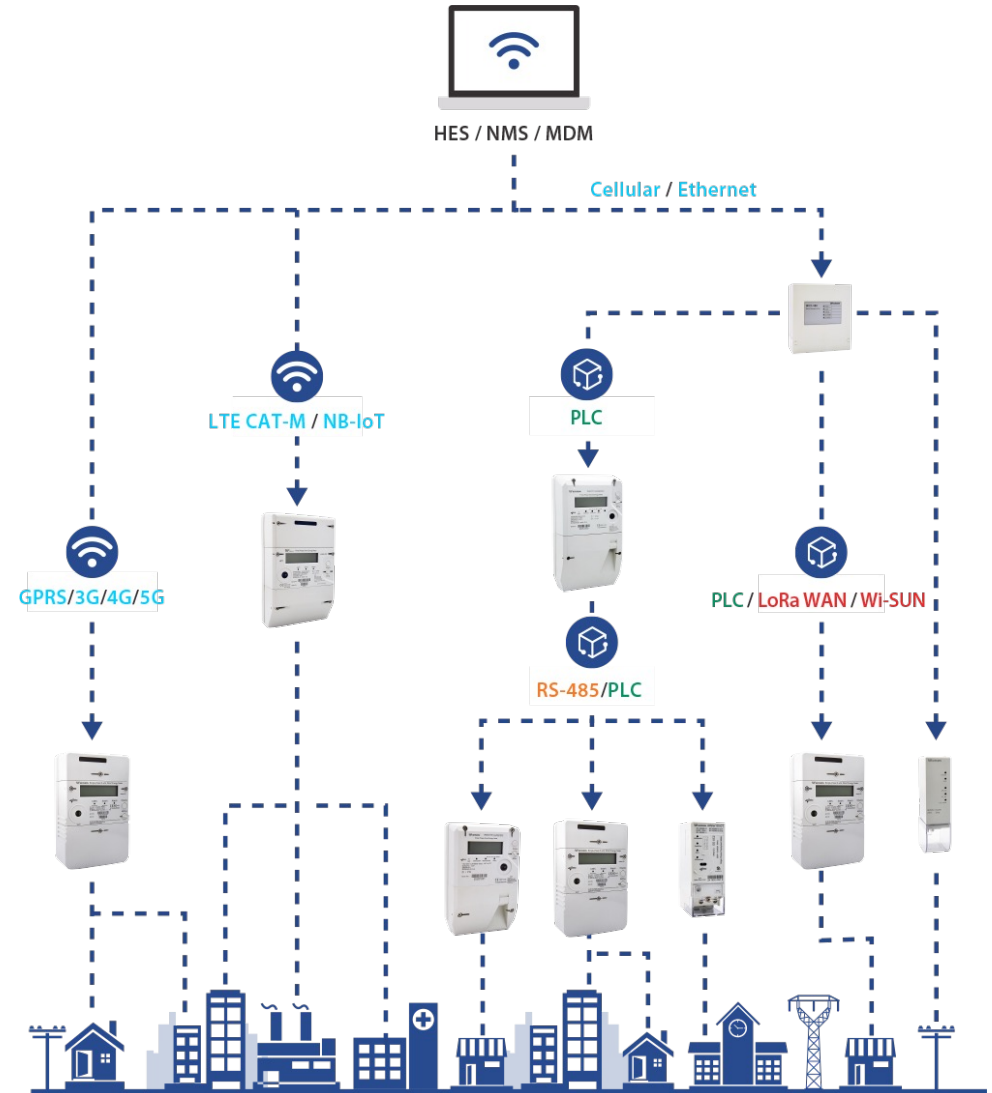 HES / NMS / MDM
Cellular / Ethernet
LTE CAT-M / NB-IoT
PLC
GPRS/3G/4G/5G
PLC / LoRa WAN / Wi-SUN
RS-485/PLC